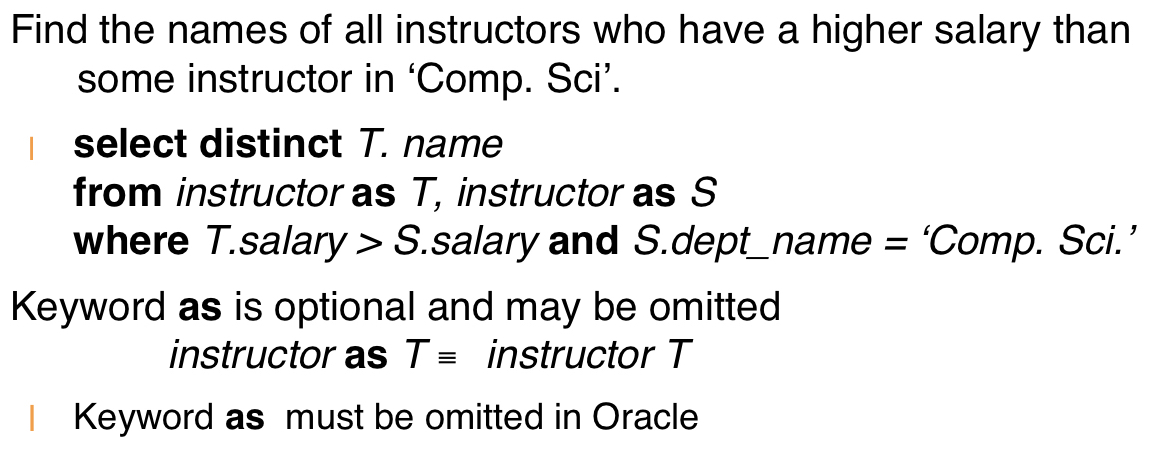 Find the names of all instructors who have a higher salary than
some instructor in ‘Comp. Sci’.
select distinct T. name
from instructor as T, instructor as S
where T.salary > S.salary and S.dept_name = ‘Comp. Sci.’
Keyword as is optional and may be omitted
instructor as T ≡ instructor T
Keyword as must be omitted in Oracle